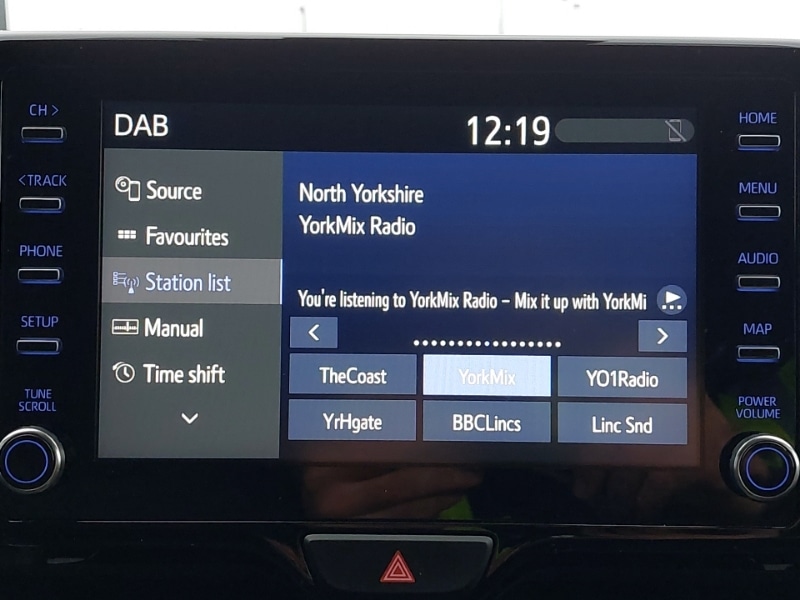 CH >
<TRACK
PHONE
SETUP
TUNE
SCROLL
DAB
12:19
Source
Favourites
Station list
Manual
Time shift
North Yorkshire
YorkMix Radio
You're listening to YorkMix Radio – Mix it up with YorkMi
<
>
TheCoast YorkMix YO1Radio
YrHgate BBCLincs Linc Snd
HOME
MENU
AUDIO
MAP
POWER
VOLUME